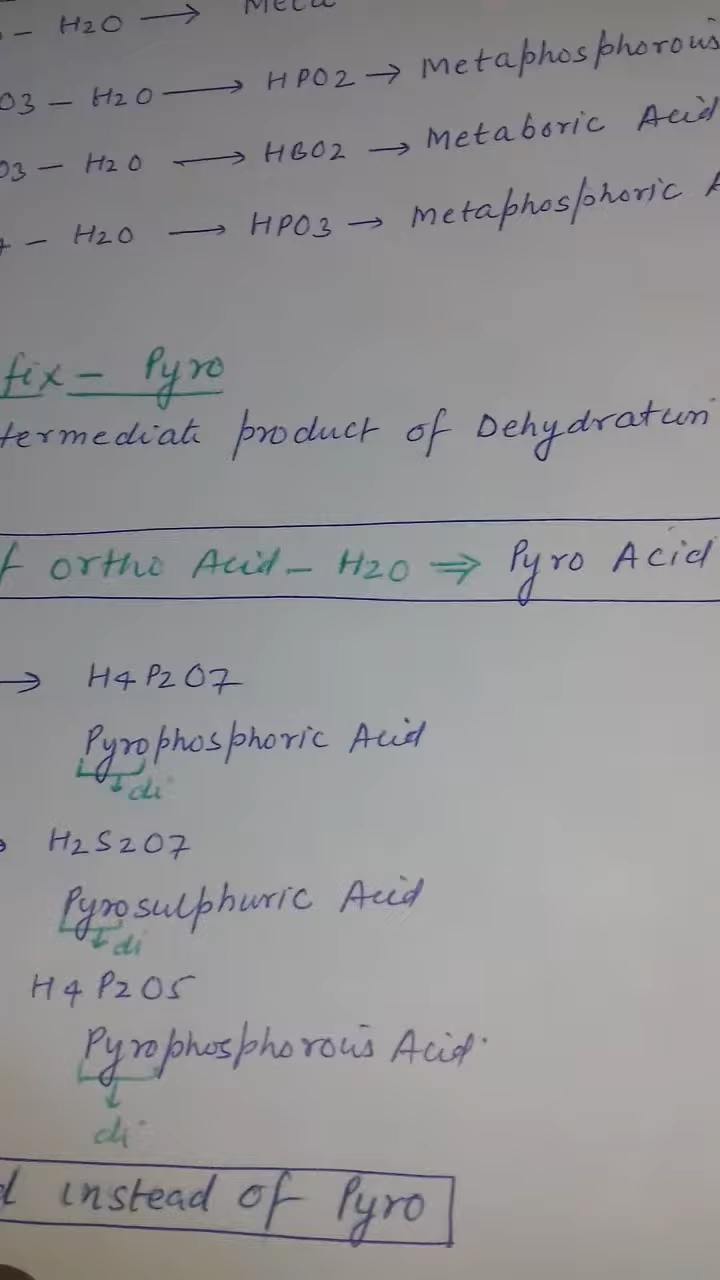 – H2O → Meta
O3 – H2O → HPO2 → Metaphosphorous
O3 – H2O → HBO2 → Metaboric Acid
– H2O → HPO3 → Metaphosphoric A
fix – Pyro
termediate product of Dehydration
f ortho Acid – H2O ⇒ Pyro Acid
→ H4P2O7
Pyrophosphoric Acid
↓ di
H2S2O7
Pyrosulphuric Acid
↓ di
H4P2O5
Pyrophosphorous Acid.
↓
di
d instead of Pyro